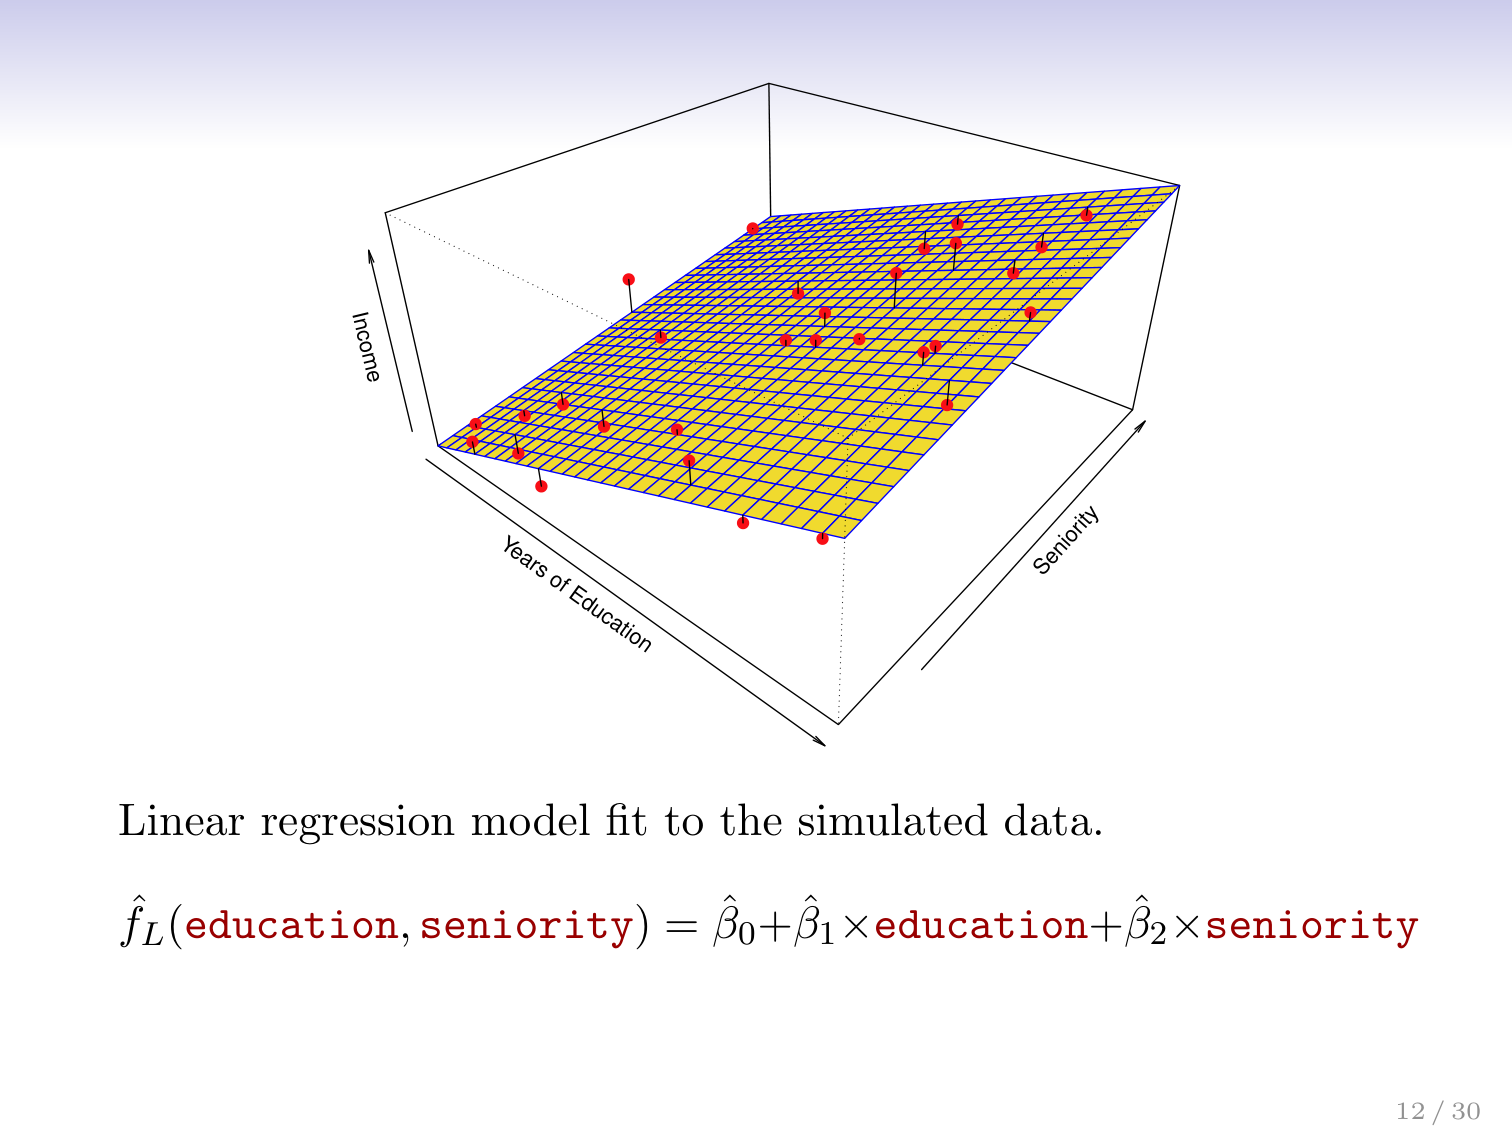 Income
Years of Education
Seniority
Linear regression model fit to the simulated data.
f̂_L(education, seniority) = β̂₀+β̂₁×education+β̂₂×seniority
12 / 30